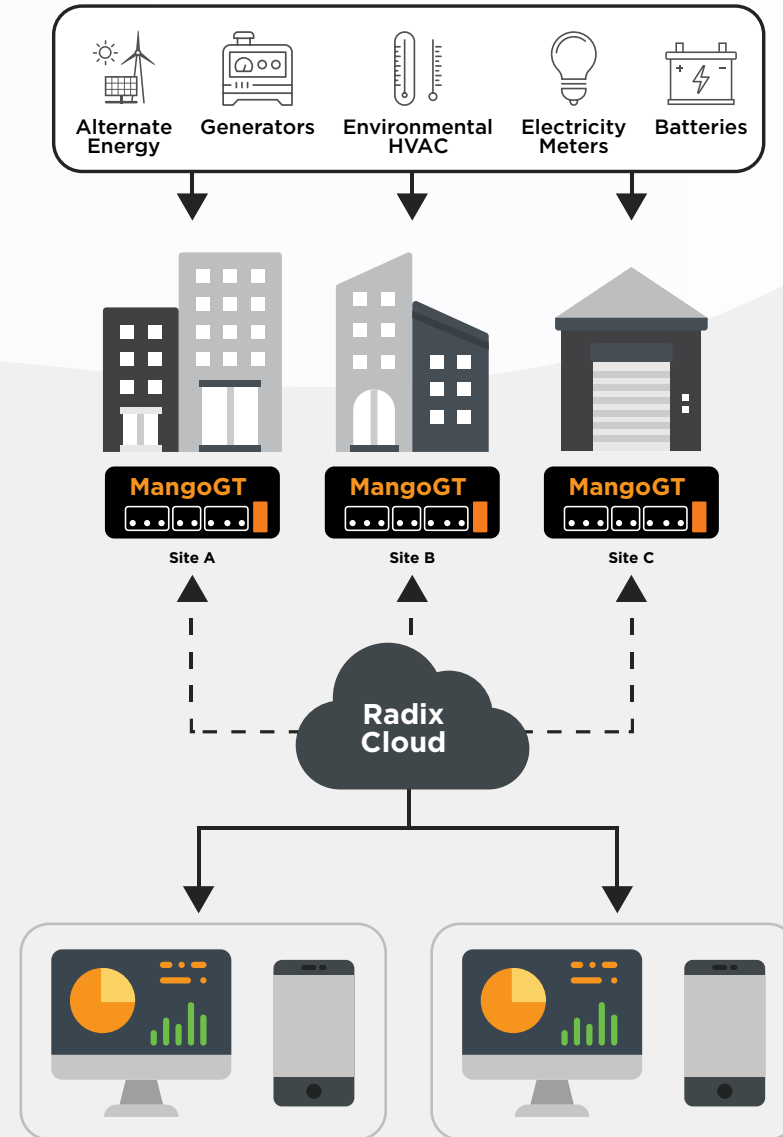 Alternate
Energy
Generators
Environmental
HVAC
Electricity
Meters
Batteries
MangoGT
MangoGT
MangoGT
Site A
Site B
Site C
Radix
Cloud